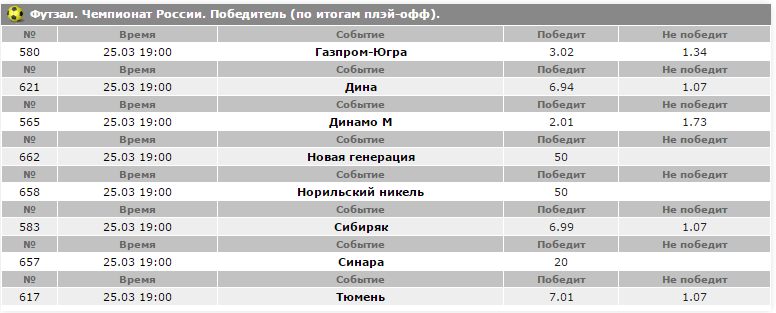 Футзал. Чемпионат России. Победитель (по итогам плэй-офф).
№ Время Событие Победит Не победит
580 25.03 19:00 Газпром-Югра 3.02 1.34
№ Время Событие Победит Не победит
621 25.03 19:00 Дина 6.94 1.07
№ Время Событие Победит Не победит
565 25.03 19:00 Динамо М 2.01 1.73
№ Время Событие Победит Не победит
662 25.03 19:00 Новая генерация 50
№ Время Событие Победит Не победит
658 25.03 19:00 Норильский никель 50
№ Время Событие Победит Не победит
583 25.03 19:00 Сибиряк 6.99 1.07
№ Время Событие Победит Не победит
657 25.03 19:00 Синара 20
№ Время Событие Победит Не победит
617 25.03 19:00 Тюмень 7.01 1.07